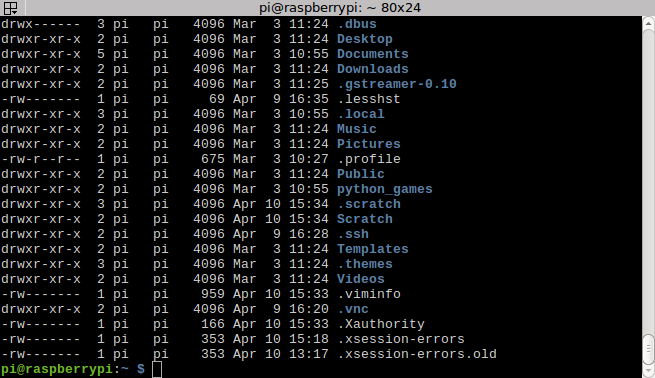 pi@raspberrypi: ~ 80x24
drwx------  3 pi   pi   4096 Mar  3 11:24 .dbus
drwxr-xr-x  2 pi   pi   4096 Mar  3 11:24 Desktop
drwxr-xr-x  5 pi   pi   4096 Mar  3 10:55 Documents
drwxr-xr-x  2 pi   pi   4096 Mar  3 11:24 Downloads
drwxr-xr-x  2 pi   pi   4096 Mar  3 11:25 .gstreamer-0.10
-rw-------  1 pi   pi     69 Apr  9 16:35 .lesshst
drwxr-xr-x  3 pi   pi   4096 Mar  3 10:55 .local
drwxr-xr-x  2 pi   pi   4096 Mar  3 11:24 Music
drwxr-xr-x  2 pi   pi   4096 Mar  3 11:24 Pictures
-rw-r--r--  1 pi   pi    675 Mar  3 10:27 .profile
drwxr-xr-x  2 pi   pi   4096 Mar  3 11:24 Public
drwxr-xr-x  2 pi   pi   4096 Mar  3 10:55 python_games
drwxr-xr-x  3 pi   pi   4096 Apr 10 15:34 .scratch
drwxr-xr-x  2 pi   pi   4096 Apr 10 15:34 Scratch
drwxr-xr-x  2 pi   pi   4096 Apr  9 16:28 .ssh
drwxr-xr-x  2 pi   pi   4096 Mar  3 11:24 Templates
drwxr-xr-x  3 pi   pi   4096 Mar  3 11:24 .themes
drwxr-xr-x  2 pi   pi   4096 Mar  3 11:24 Videos
-rw-------  1 pi   pi    959 Apr 10 15:33 .viminfo
drwxr-xr-x  2 pi   pi   4096 Apr  9 16:20 .vnc
-rw-------  1 pi   pi    166 Apr 10 15:33 .Xauthority
-rw-------  1 pi   pi    353 Apr 10 15:18 .xsession-errors
-rw-------  1 pi   pi    353 Apr 10 13:17 .xsession-errors.old
pi@raspberrypi:~ $